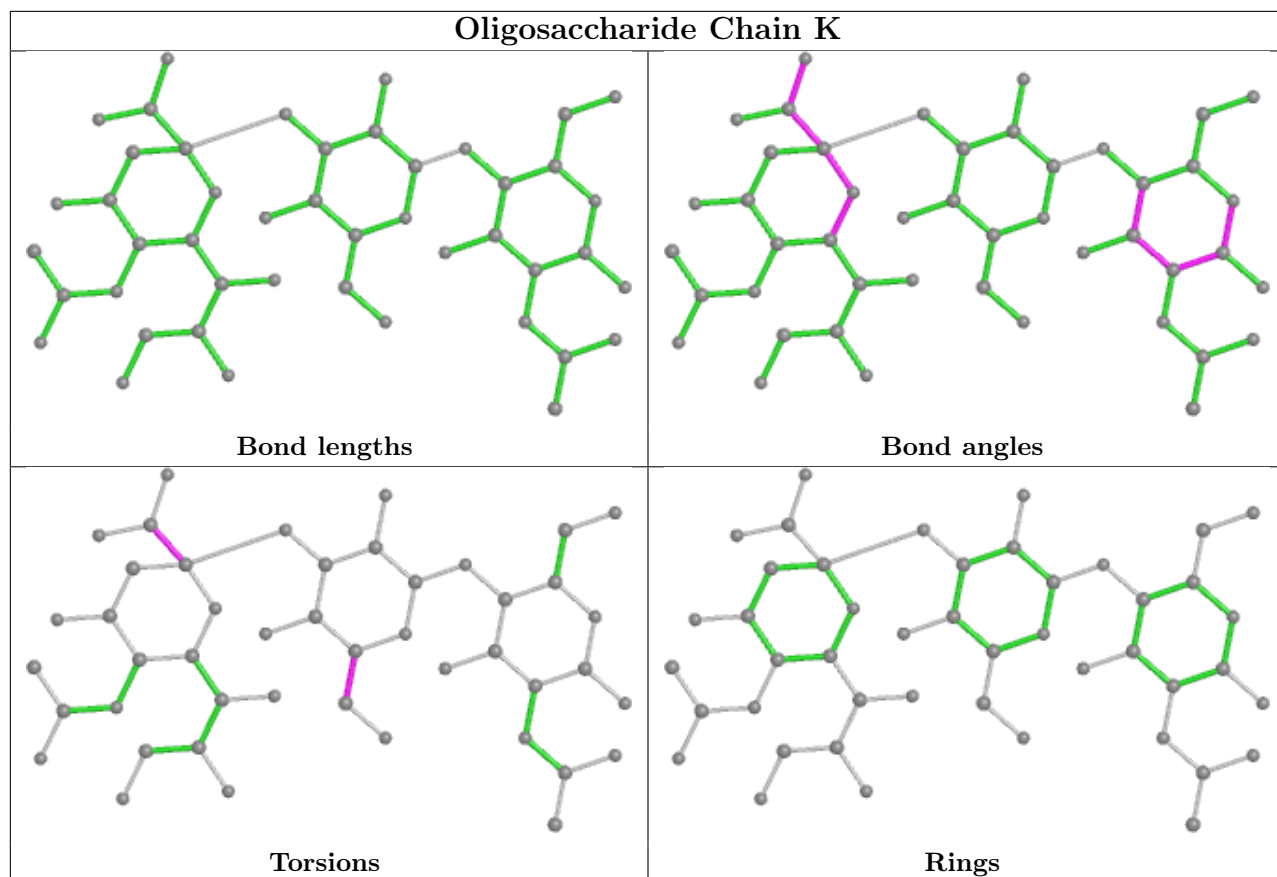 Oligosaccharide Chain K
Bond lengths
Bond angles
Torsions
Rings